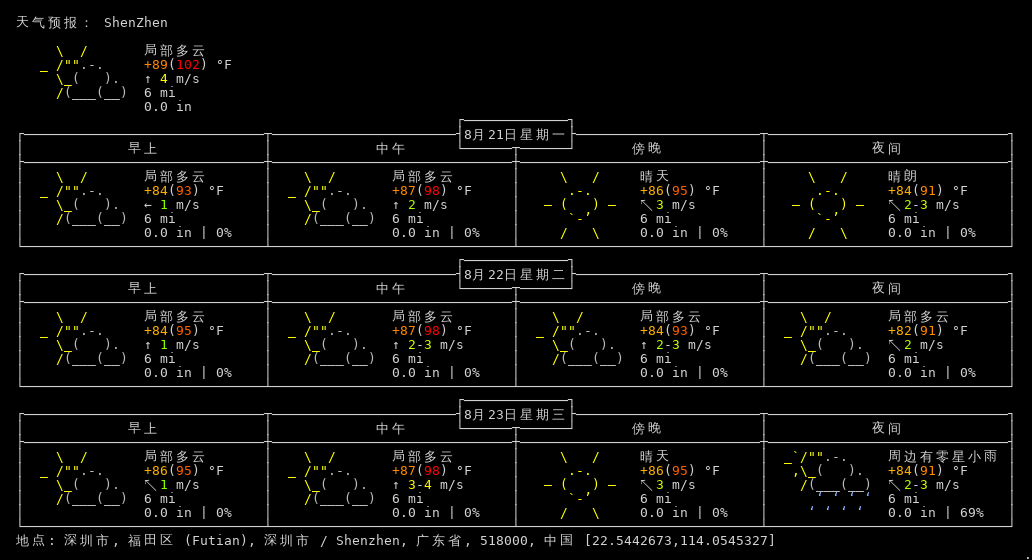 天气预报： ShenZhen
局部多云
+89(102) °F
↑ 4 m/s
6 mi
0.0 in
8月21日星期一
早上 中午 傍晚 夜间
局部多云 局部多云 晴天 晴朗
+84(93) °F +87(98) °F +86(95) °F +84(91) °F
← 1 m/s ↑ 2 m/s ↖ 3 m/s ↖ 2-3 m/s
6 mi 6 mi 6 mi 6 mi
0.0 in | 0% 0.0 in | 0% 0.0 in | 0% 0.0 in | 0%
8月22日星期二
早上 中午 傍晚 夜间
局部多云 局部多云 局部多云 局部多云
+84(95) °F +87(98) °F +84(93) °F +82(91) °F
↑ 1 m/s ↑ 2-3 m/s ↑ 2-3 m/s ↖ 2 m/s
6 mi 6 mi 6 mi 6 mi
0.0 in | 0% 0.0 in | 0% 0.0 in | 0% 0.0 in | 0%
8月23日星期三
早上 中午 傍晚 夜间
局部多云 局部多云 晴天 周边有零星小雨
+86(95) °F +87(98) °F +86(95) °F +84(91) °F
↖ 1 m/s ↑ 3-4 m/s ↖ 3 m/s ↖ 2-3 m/s
6 mi 6 mi 6 mi 6 mi
0.0 in | 0% 0.0 in | 0% 0.0 in | 0% 0.0 in | 69%
地点: 深圳市, 福田区 (Futian), 深圳市 / Shenzhen, 广东省, 518000, 中国 [22.5442673,114.0545327]